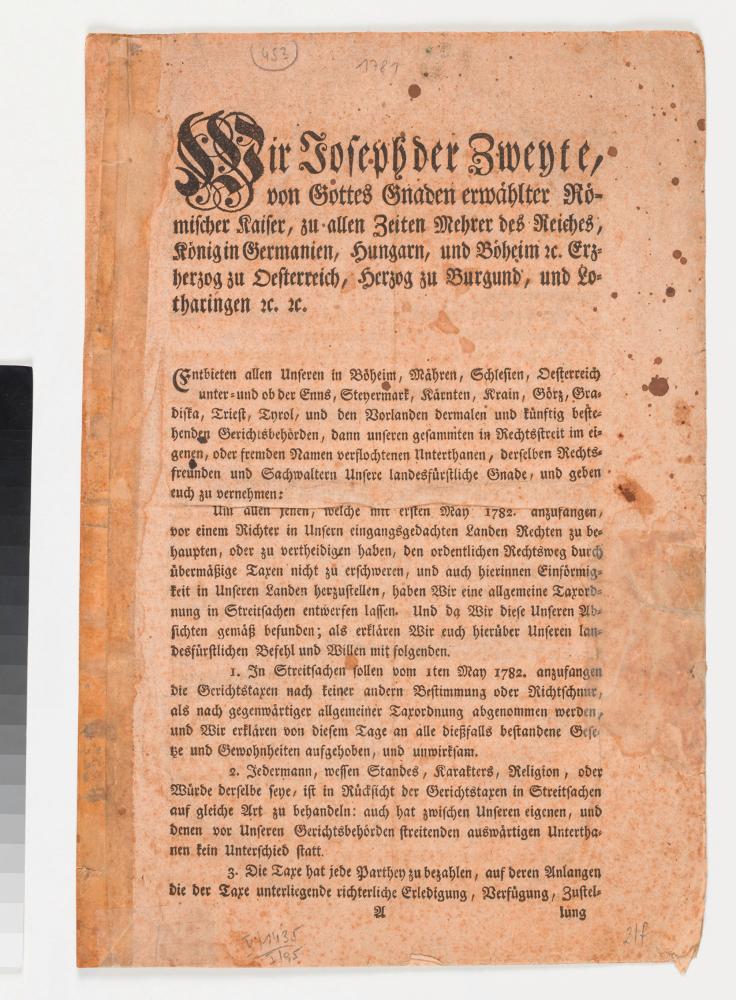 453
1781
Wir Joseph der Zweyte,
von Gottes Gnaden erwählter Rö-
mischer Kaiser, zu allen Zeiten Mehrer des Reiches,
König in Germanien, Hungarn, und Böheim ꝛc. Erz-
herzog zu Oesterreich, Herzog zu Burgund, und Lo-
tharingen ꝛc. ꝛc.
Entbieten allen Unseren in Böheim, Mähren, Schlesien, Oesterreich
unter- und ob der Enns, Steyermark, Kärnten, Krain, Görz, Gra-
diska, Triest, Tyrol, und den Vorlanden dermalen und künftig beste-
henden Gerichtsbehörden, dann unseren gesammten in Rechtsstreit im ei-
genen, oder fremden Namen verflochtenen Unterthanen, derselben Rechts-
freunden und Sachwaltern Unsere landesfürstliche Gnade, und geben
euch zu vernehmen:
Um allen jenen, welche mit ersten May 1782. anzufangen,
vor einem Richter in Unsern eingangsgedachten Landen Rechten zu be-
haupten, oder zu vertheidigen haben, den ordentlichen Rechtsweg durch
übermäßige Taxen nicht zu erschweren, und auch hierinnen Einförmig-
keit in Unseren Landen herzustellen, haben Wir eine allgemeine Taxord-
nung in Streitsachen entwerfen lassen. Und da Wir diese Unseren Ab-
sichten gemäß befunden; als erklären Wir euch hierüber Unseren lan-
desfürstlichen Befehl und Willen mit folgenden.
1. In Streitsachen sollen vom 1ten May 1782. anzufangen
die Gerichtstaxen nach keiner andern Bestimmung oder Richtschnur,
als nach gegenwärtiger allgemeiner Taxordnung abgenommen werden,
und Wir erklären von diesem Tage an alle dießfalls bestandene Gese-
tze und Gewohnheiten aufgehoben, und unwirksam.
2. Jedermann, wessen Standes, Karakters, Religion, oder
Würde derselbe seye, ist in Rücksicht der Gerichtstaxen in Streitsachen
auf gleiche Art zu behandeln: auch hat zwischen Unseren eigenen, und
denen vor Unseren Gerichtsbehörden streitenden auswärtigen Untertha-
nen kein Unterschied statt.
3. Die Taxe hat jede Parthey zu bezahlen, auf deren Anlangen
die der Taxe unterliegende richterliche Erledigung, Verfügung, Zustel-
A lung